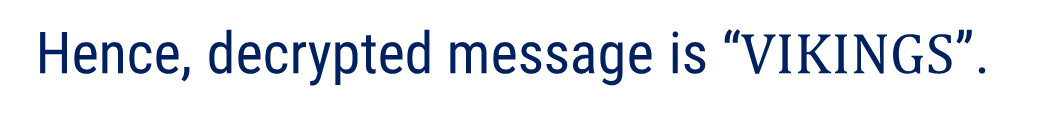 Hence, decrypted message is “VIKINGS”.